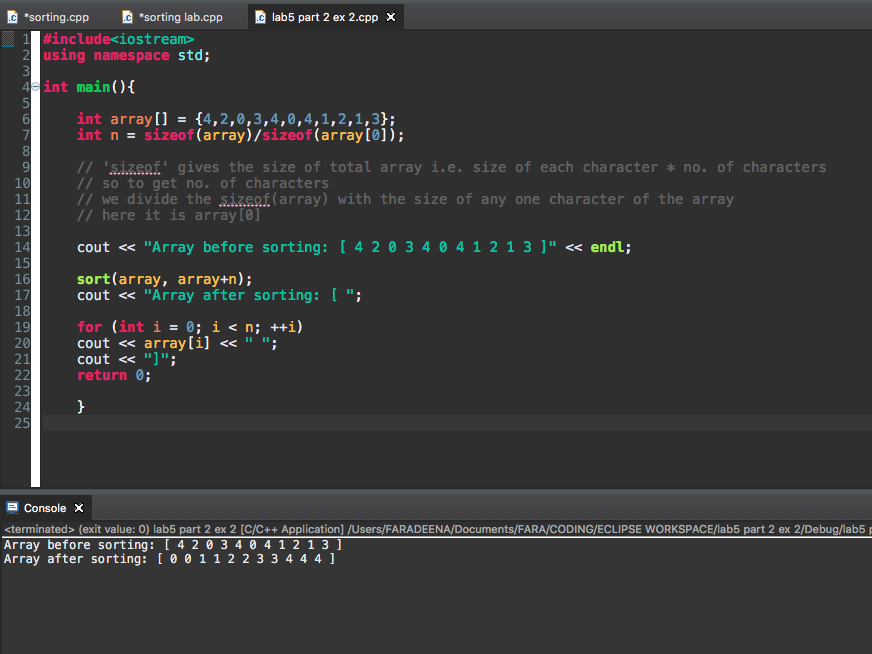 *sorting.cpp *sorting lab.cpp lab5 part 2 ex 2.cpp
1 #include<iostream>
2 using namespace std;
3
4 int main(){
5
6 int array[] = {4,2,0,3,4,0,4,1,2,1,3};
7 int n = sizeof(array)/sizeof(array[0]);
8
9 // 'sizeof' gives the size of total array i.e. size of each character * no. of characters
10 // so to get no. of characters
11 // we divide the sizeof(array) with the size of any one character of the array
12 // here it is array[0]
13
14 cout << "Array before sorting: [ 4 2 0 3 4 0 4 1 2 1 3 ]" << endl;
15
16 sort(array, array+n);
17 cout << "Array after sorting: [ ";
18
19 for (int i = 0; i < n; ++i)
20 cout << array[i] << " ";
21 cout << "]";
22 return 0;
23
24 }
25
Console
<terminated> (exit value: 0) lab5 part 2 ex 2 [C/C++ Application] /Users/FARADEENA/Documents/FARA/CODING/ECLIPSE WORKSPACE/lab5 part 2 ex 2/Debug/lab5 p
Array before sorting: [ 4 2 0 3 4 0 4 1 2 1 3 ]
Array after sorting: [ 0 0 1 1 2 2 3 3 4 4 4 ]